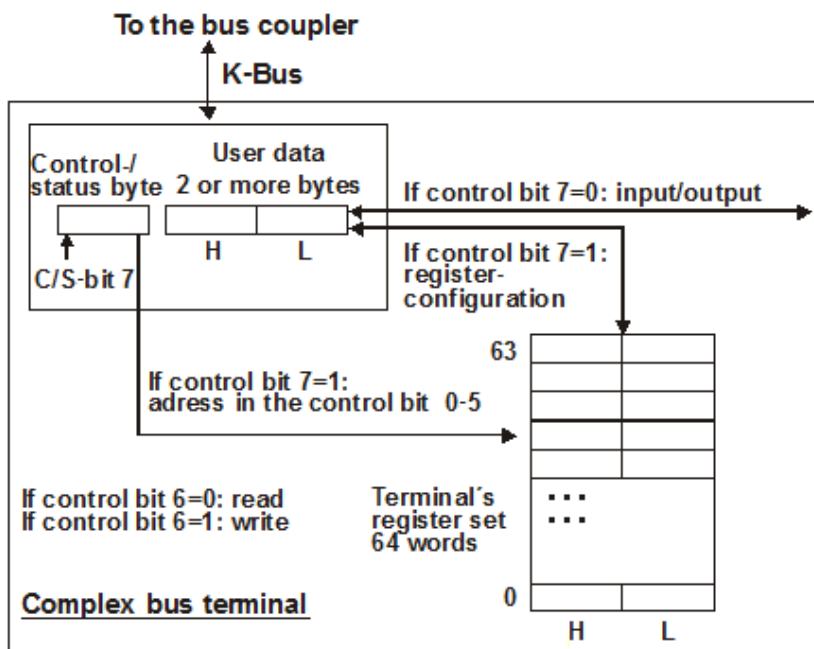 To the bus coupler
K-Bus
Control-/
status byte
User data
2 or more bytes
H
L
C/S-bit 7
If control bit 7=0: input/output
If control bit 7=1:
register-
configuration
63
If control bit 7=1:
adress in the control bit 0-5
If control bit 6=0: read
If control bit 6=1: write
Terminal´s
register set
64 words
...
...
0
Complex bus terminal
H
L